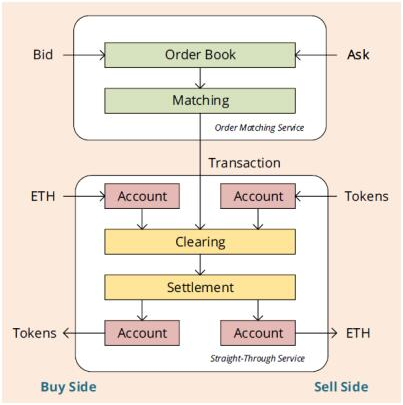 Bid
Order Book
Ask
Matching
Order Matching Service
Transaction
ETH
Account
Account
Tokens
Clearing
Settlement
Tokens
Account
Account
ETH
Straight-Through Service
Buy Side
Sell Side